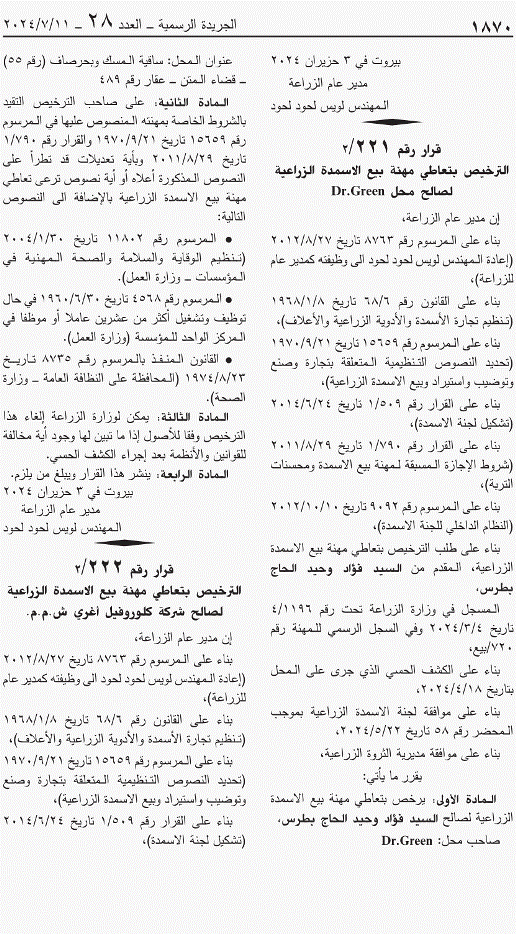 ١٨٧٠
الجريدة الرسمية ــ العدد ٢٨ ــ ٢٠٢٤/٧/١١
بيروت في ٣ حزيران ٢٠٢٤
مدير عام الزراعة
المهندس لويس لحود لحود
قرار رقم ٢/٢٢١
الترخيص بتعاطي مهنة بيع الاسمدة الزراعية
لصالح محل Dr.Green
إن مدير عام الزراعة،
بناء على المرسوم رقم ٨٧٦٣ تاريخ ٢٠١٢/٨/٢٧
(إعادة المهندس لويس لحود لحود الى وظيفته كمدير عام
للزراعة)،
بناء على القانون رقم ٦٨/٦ تاريخ ١٩٦٨/١/٨
(تنظيم تجارة الأسمدة والأدوية الزراعية والأعلاف)،
بناء على المرسوم رقم ١٥٦٥٩ تاريخ ١٩٧٠/٩/٢١
(تحديد النصوص التنظيمية المتعلقة بتجارة وصنع
وتوضيب واستيراد وبيع الاسمدة الزراعية)،
بناء على القرار رقم ١/٥٠٩ تاريخ ٢٠١٤/٦/٢٤
(تشكيل لجنة الاسمدة)،
بناء على القرار رقم ١/٧٩٠ تاريخ ٢٠١١/٨/٢٩
(شروط الإجازة المسبقة لمهنة بيع الاسمدة ومحسنات
التربة)،
بناء على المرسوم رقم ٩٠٩٢ تاريخ ٢٠١٢/١٠/١٠
(النظام الداخلي للجنة الاسمدة)،
بناء على طلب الترخيص بتعاطي مهنة بيع الاسمدة
الزراعية، المقدم من السيد فؤاد وحيد الحاج
بطرس،
المسجل في وزارة الزراعة تحت رقم ٤/١١٩٦
تاريخ ٢٠٢٤/٣/٤ وفي السجل الرسمي للمهنة رقم
٧٢٠/بيع،
بناء على الكشف الحسي الذي جرى على المحل
بتاريخ ٢٠٢٤/٤/١٨،
بناء على موافقة لجنة الاسمدة الزراعية بموجب
المحضر رقم ٥٨ تاريخ ٢٠٢٤/٥/٢٢،
بناء على موافقة مديرية الثروة الزراعية،
يقرر ما يأتي:
المادة الأولى: يرخص بتعاطي مهنة بيع الاسمدة
الزراعية لصالح السيد فؤاد وحيد الحاج بطرس،
صاحب محل: Dr.Green
عنوان المحل: ساقية المسك وبحرصاف (رقم ٥٥)
ــ قضاء المتن ــ عقار رقم ٤٨٩
المادة الثانية: على صاحب الترخيص التقيد
بالشروط الخاصة بمهنته المنصوص عليها في المرسوم
رقم ١٥٦٥٩ تاريخ ١٩٧٠/٩/٢١ والقرار رقم ١/٧٩٠
تاريخ ٢٠١١/٨/٢٩ وبأية تعديلات قد تطرأ على
النصوص المذكورة أعلاه أو أية نصوص ترعى تعاطي
مهنة بيع الاسمدة الزراعية بالإضافة الى النصوص
التالية:
● المرسوم رقم ١١٨٠٢ تاريخ ٢٠٠٤/١/٣٠
(تنظيم الوقاية والسلامة والصحة المهنية في
المؤسسات ــ وزارة العمل).
● المرسوم رقم ٤٥٦٨ تاريخ ١٩٦٠/٦/٣٠ في حال
توظيف وتشغيل أكثر من عشرين عاملا أو موظفا في
المركز الواحد للمؤسسة (وزارة العمل).
● القانون المنفذ بالمرسوم رقم ٨٧٣٥ تاريخ
١٩٧٤/٨/٢٣ (المحافظة على النظافة العامة ــ وزارة
الصحة).
المادة الثالثة: يمكن لوزارة الزراعة إلغاء هذا
الترخيص وفقا للأصول إذا ما تبين لها وجود أية مخالفة
للقوانين والأنظمة بعد إجراء الكشف الحسي.
المادة الرابعة: ينشر هذا القرار ويبلغ من يلزم.
بيروت في ٣ حزيران ٢٠٢٤
مدير عام الزراعة
المهندس لويس لحود لحود
قرار رقم ٢/٢٢٢
الترخيص بتعاطي مهنة بيع الاسمدة الزراعية
لصالح شركة كلوروفيل أغري ش.م.م.
إن مدير عام الزراعة،
بناء على المرسوم رقم ٨٧٦٣ تاريخ ٢٠١٢/٨/٢٧
(إعادة المهندس لويس لحود لحود الى وظيفته كمدير عام
للزراعة)،
بناء على القانون رقم ٦٨/٦ تاريخ ١٩٦٨/١/٨
(تنظيم تجارة الأسمدة والأدوية الزراعية والأعلاف)،
بناء على المرسوم رقم ١٥٦٥٩ تاريخ ١٩٧٠/٩/٢١
(تحديد النصوص التنظيمية المتعلقة بتجارة وصنع
وتوضيب واستيراد وبيع الاسمدة الزراعية)،
بناء على القرار رقم ١/٥٠٩ تاريخ ٢٠١٤/٦/٢٤
(تشكيل لجنة الاسمدة)،